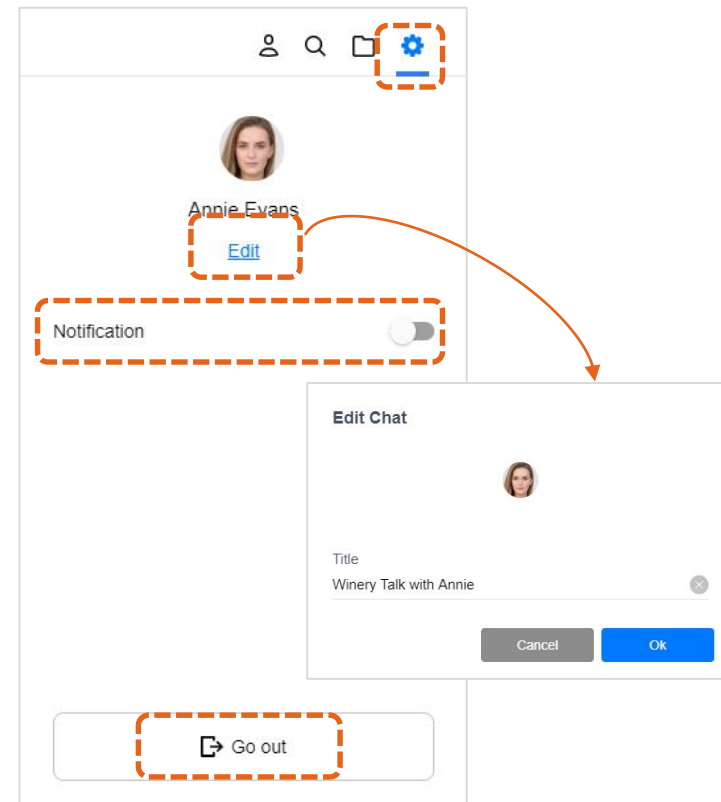 Annie Evans
Edit
Notification
Edit Chat
Title
Winery Talk with Annie
Cancel
Ok
Go out